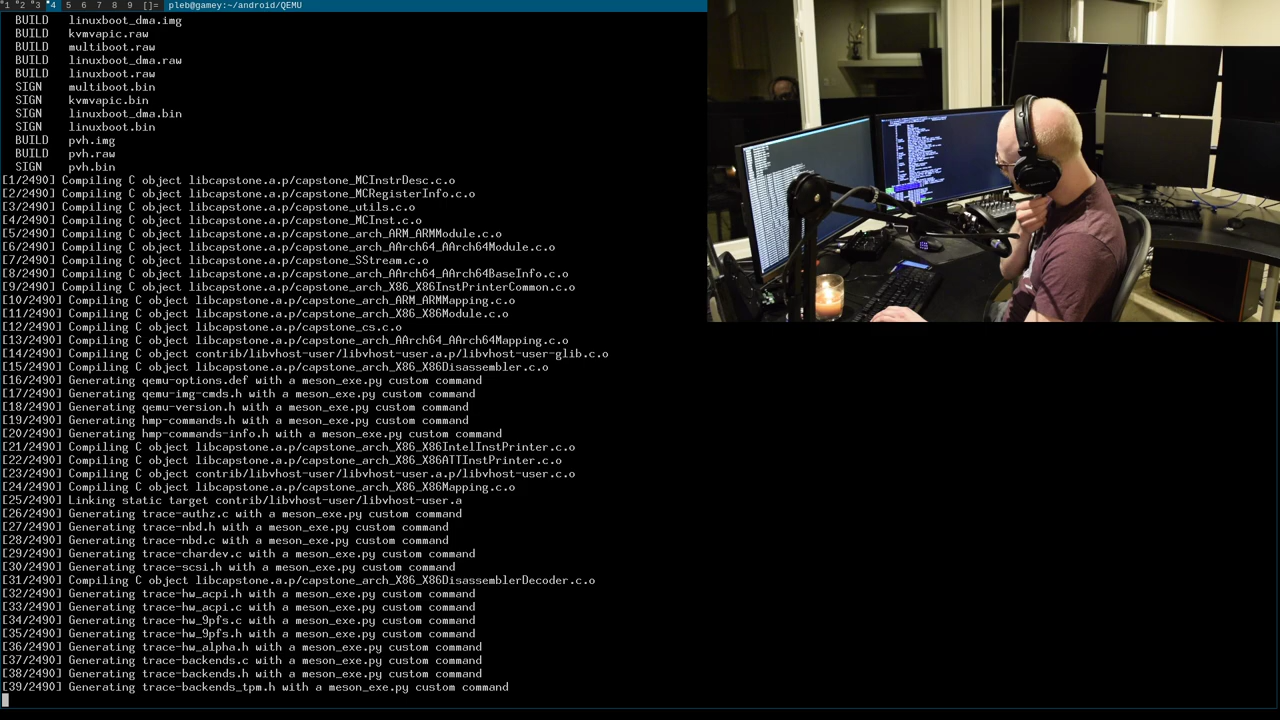 1 2 3 4 5 6 7 8 9 []= pleb@gamey:~/android/QEMU
BUILD linuxboot_dma.img
BUILD kvmvapic.raw
BUILD multiboot.raw
BUILD linuxboot_dma.raw
BUILD linuxboot.raw
SIGN multiboot.bin
SIGN kvmvapic.bin
SIGN linuxboot_dma.bin
SIGN linuxboot.bin
BUILD pvh.img
BUILD pvh.raw
SIGN pvh.bin
[1/2490] Compiling C object libcapstone.a.p/capstone_MCInstrDesc.c.o
[2/2490] Compiling C object libcapstone.a.p/capstone_MCRegisterInfo.c.o
[3/2490] Compiling C object libcapstone.a.p/capstone_utils.c.o
[4/2490] Compiling C object libcapstone.a.p/capstone_MCInst.c.o
[5/2490] Compiling C object libcapstone.a.p/capstone_arch_ARM_ARMModule.c.o
[6/2490] Compiling C object libcapstone.a.p/capstone_arch_AArch64_AArch64Module.c.o
[7/2490] Compiling C object libcapstone.a.p/capstone_SStream.c.o
[8/2490] Compiling C object libcapstone.a.p/capstone_arch_AArch64_AArch64BaseInfo.c.o
[9/2490] Compiling C object libcapstone.a.p/capstone_arch_X86_X86InstPrinterCommon.c.o
[10/2490] Compiling C object libcapstone.a.p/capstone_arch_ARM_ARMMapping.c.o
[11/2490] Compiling C object libcapstone.a.p/capstone_arch_X86_X86Module.c.o
[12/2490] Compiling C object libcapstone.a.p/capstone_cs.c.o
[13/2490] Compiling C object libcapstone.a.p/capstone_arch_AArch64_AArch64Mapping.c.o
[14/2490] Compiling C object contrib/libvhost-user/libvhost-user.a.p/libvhost-user-glib.c.o
[15/2490] Compiling C object libcapstone.a.p/capstone_arch_X86_X86Disassembler.c.o
[16/2490] Generating qemu-options.def with a meson_exe.py custom command
[17/2490] Generating qemu-img-cmds.h with a meson_exe.py custom command
[18/2490] Generating qemu-version.h with a meson_exe.py custom command
[19/2490] Generating hmp-commands.h with a meson_exe.py custom command
[20/2490] Generating hmp-commands-info.h with a meson_exe.py custom command
[21/2490] Compiling C object libcapstone.a.p/capstone_arch_X86_X86IntelInstPrinter.c.o
[22/2490] Compiling C object libcapstone.a.p/capstone_arch_X86_X86ATTInstPrinter.c.o
[23/2490] Compiling C object contrib/libvhost-user/libvhost-user.a.p/libvhost-user.c.o
[24/2490] Compiling C object libcapstone.a.p/capstone_arch_X86_X86Mapping.c.o
[25/2490] Linking static target contrib/libvhost-user/libvhost-user.a
[26/2490] Generating trace-authz.c with a meson_exe.py custom command
[27/2490] Generating trace-nbd.h with a meson_exe.py custom command
[28/2490] Generating trace-nbd.c with a meson_exe.py custom command
[29/2490] Generating trace-chardev.c with a meson_exe.py custom command
[30/2490] Generating trace-scsi.h with a meson_exe.py custom command
[31/2490] Compiling C object libcapstone.a.p/capstone_arch_X86_X86DisassemblerDecoder.c.o
[32/2490] Generating trace-hw_acpi.h with a meson_exe.py custom command
[33/2490] Generating trace-hw_acpi.c with a meson_exe.py custom command
[34/2490] Generating trace-hw_9pfs.c with a meson_exe.py custom command
[35/2490] Generating trace-hw_9pfs.h with a meson_exe.py custom command
[36/2490] Generating trace-hw_alpha.h with a meson_exe.py custom command
[37/2490] Generating trace-backends.c with a meson_exe.py custom command
[38/2490] Generating trace-backends.h with a meson_exe.py custom command
[39/2490] Generating trace-backends_tpm.h with a meson_exe.py custom command